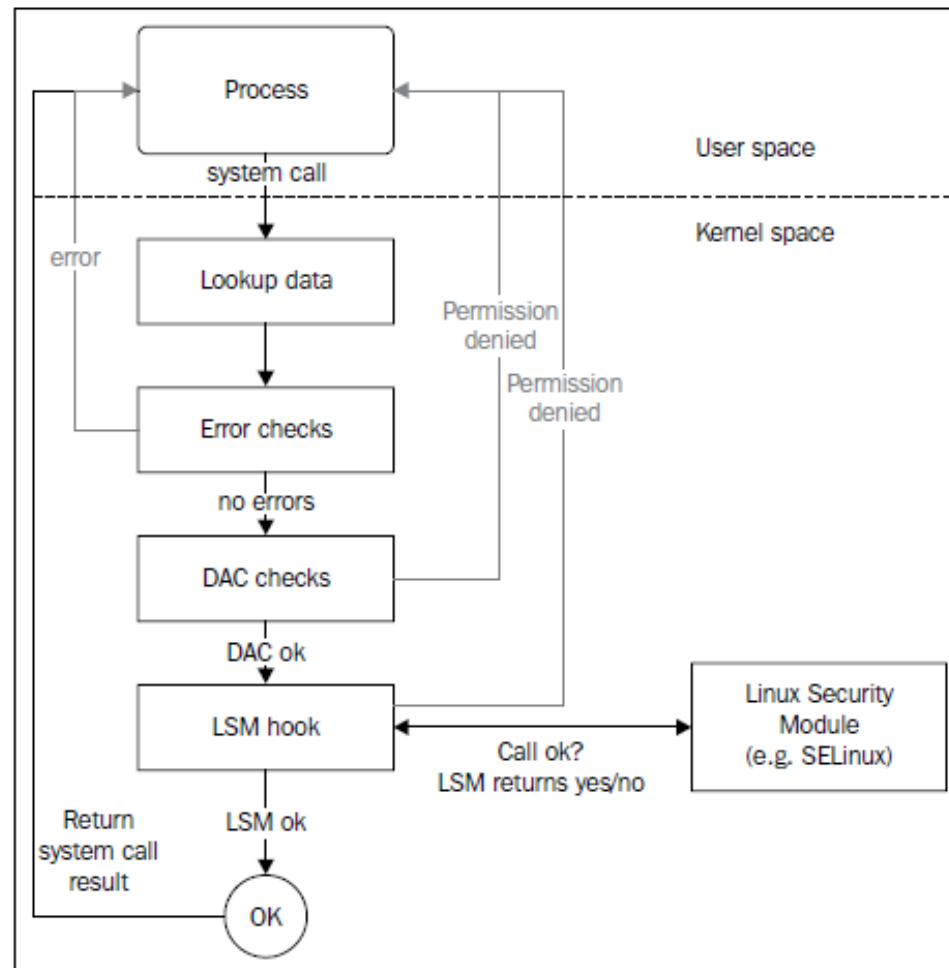 Process
User space
system call
Kernel space
error
Lookup data
Permission
denied
Permission
denied
Error checks
no errors
DAC checks
DAC ok
LSM hook
Linux Security
Module
(e.g. SELinux)
Call ok?
LSM returns yes/no
LSM ok
Return
system call
result
OK